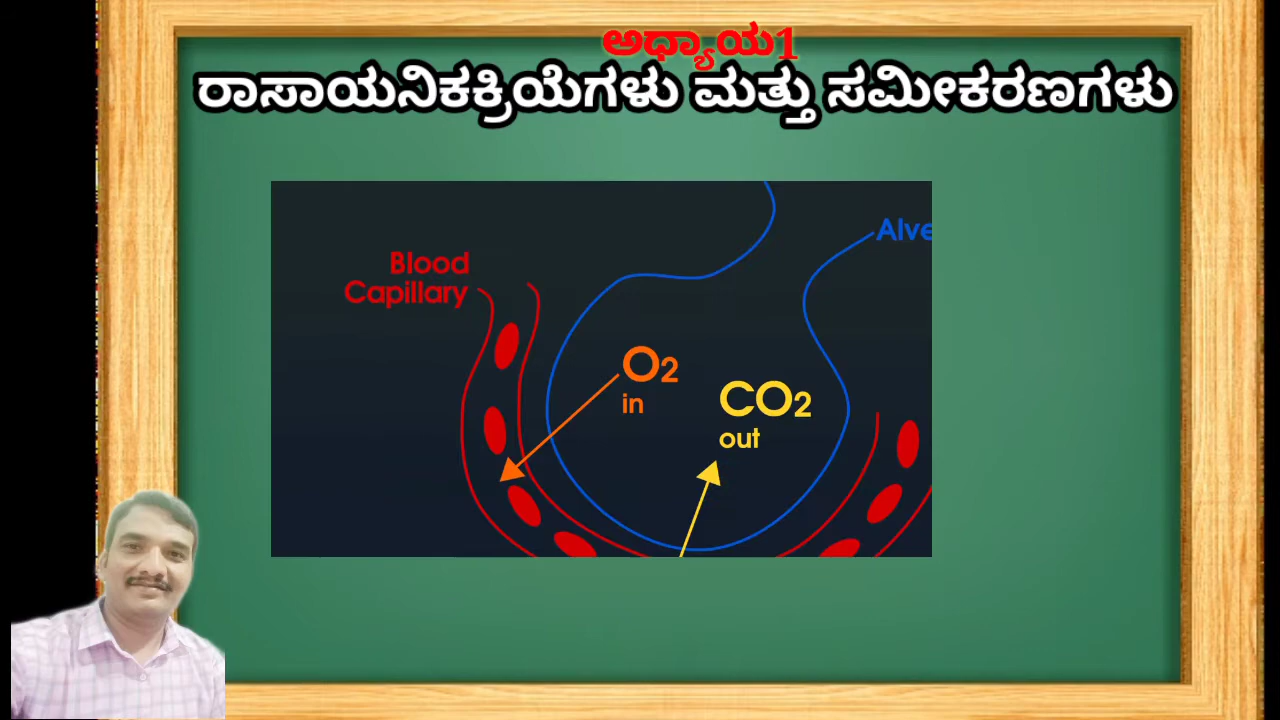 ಅಧ್ಯಾಯ1
ರಾಸಾಯನಿಕಕ್ರಿಯೆಗಳು ಮತ್ತು ಸಮೀಕರಣಗಳು
Alve
Blood
Capillary
O2
in
CO2
out